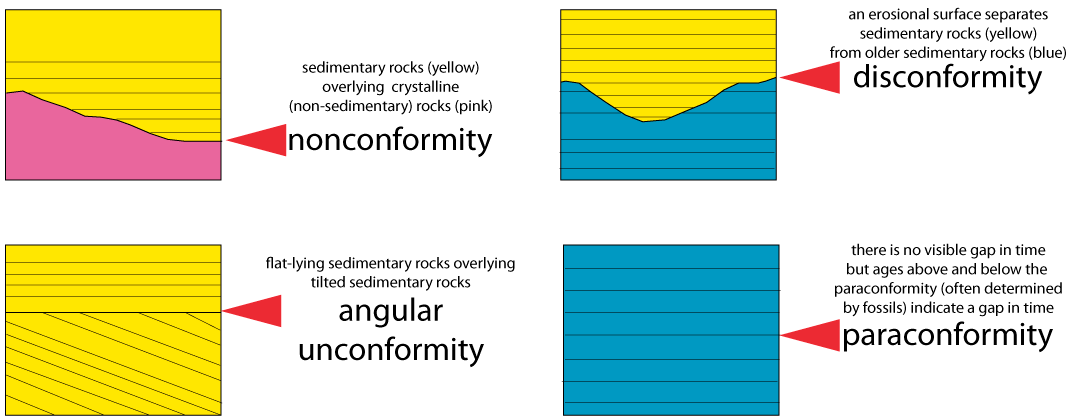 sedimentary rocks (yellow)
overlying crystalline
(non-sedimentary) rocks (pink)
nonconformity
an erosional surface separates
sedimentary rocks (yellow)
from older sedimentary rocks (blue)
disconformity
flat-lying sedimentary rocks overlying
tilted sedimentary rocks
angular
unconformity
there is no visible gap in time
but ages above and below the
paraconformity (often determined
by fossils) indicate a gap in time
paraconformity